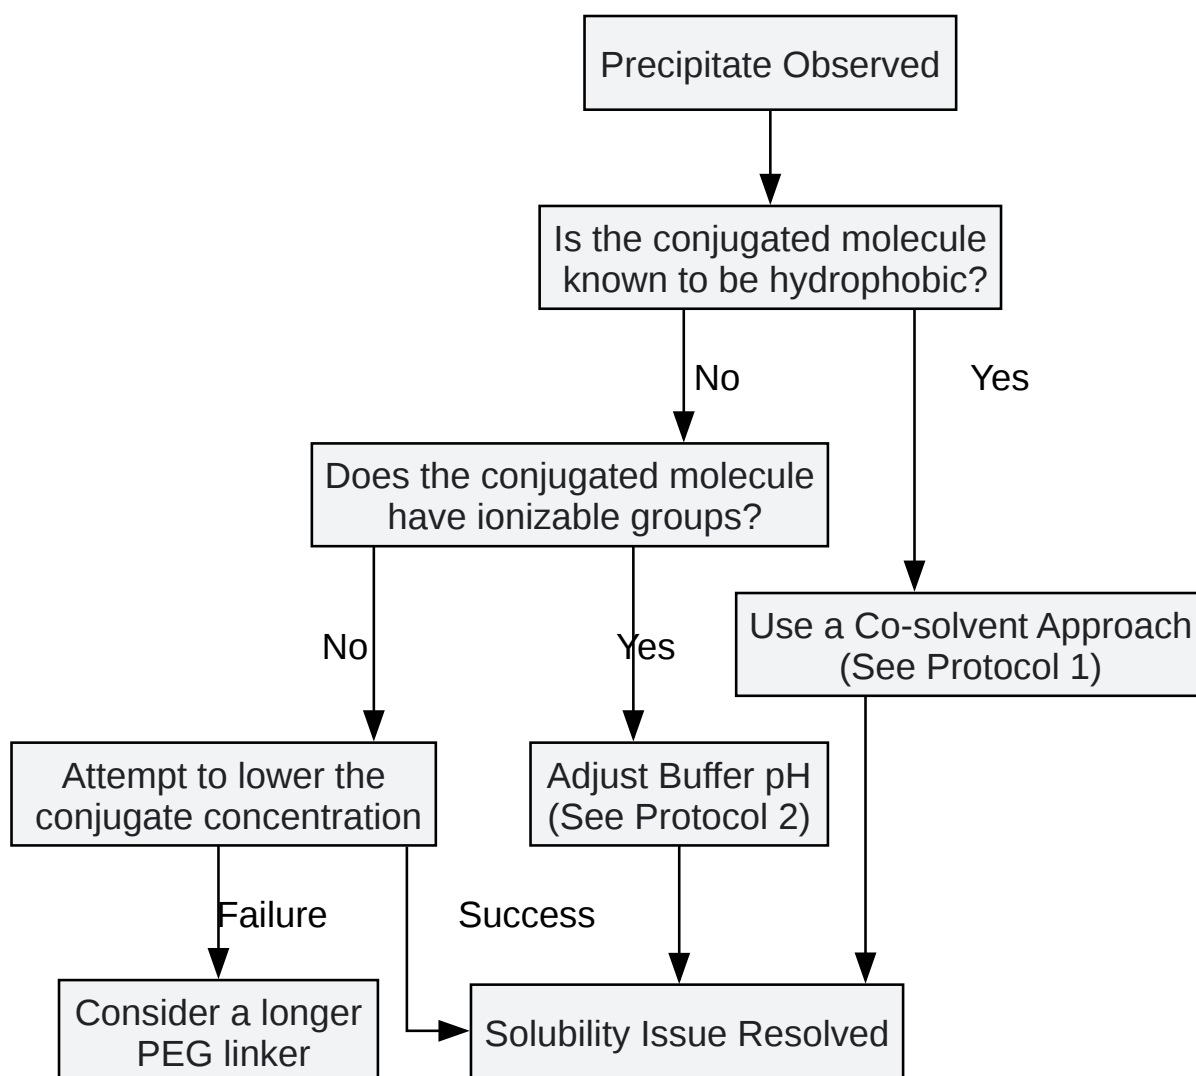 Precipitate Observed
Is the conjugated molecule
known to be hydrophobic?
No
Yes
Does the conjugated molecule
have ionizable groups?
Use a Co-solvent Approach
(See Protocol 1)
No
Yes
Attempt to lower the
conjugate concentration
Adjust Buffer pH
(See Protocol 2)
Failure
Success
Consider a longer
PEG linker
Solubility Issue Resolved